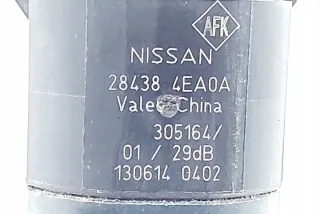 AFK
NISSAN
28438 4EA0A
Valeo China
305164/
01 / 29dB
130614 0402